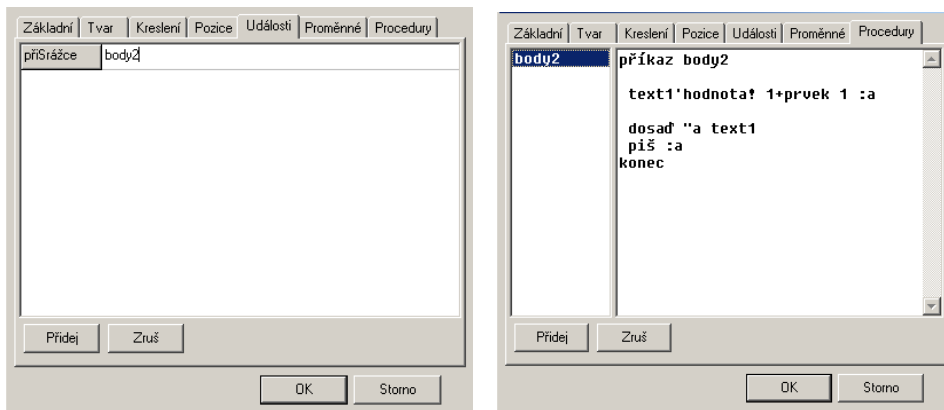 Základní Tvar Kreslení Pozice Události Proměnné Procedury
přiSrážce body2
Přidej Zruš
OK Storno
Základní Tvar Kreslení Pozice Události Proměnné Procedury
body2
příkaz body2
text1'hodnota! 1+prvek 1 :a
dosaď "a text1
piš :a
konec
Přidej Zruš
OK Storno